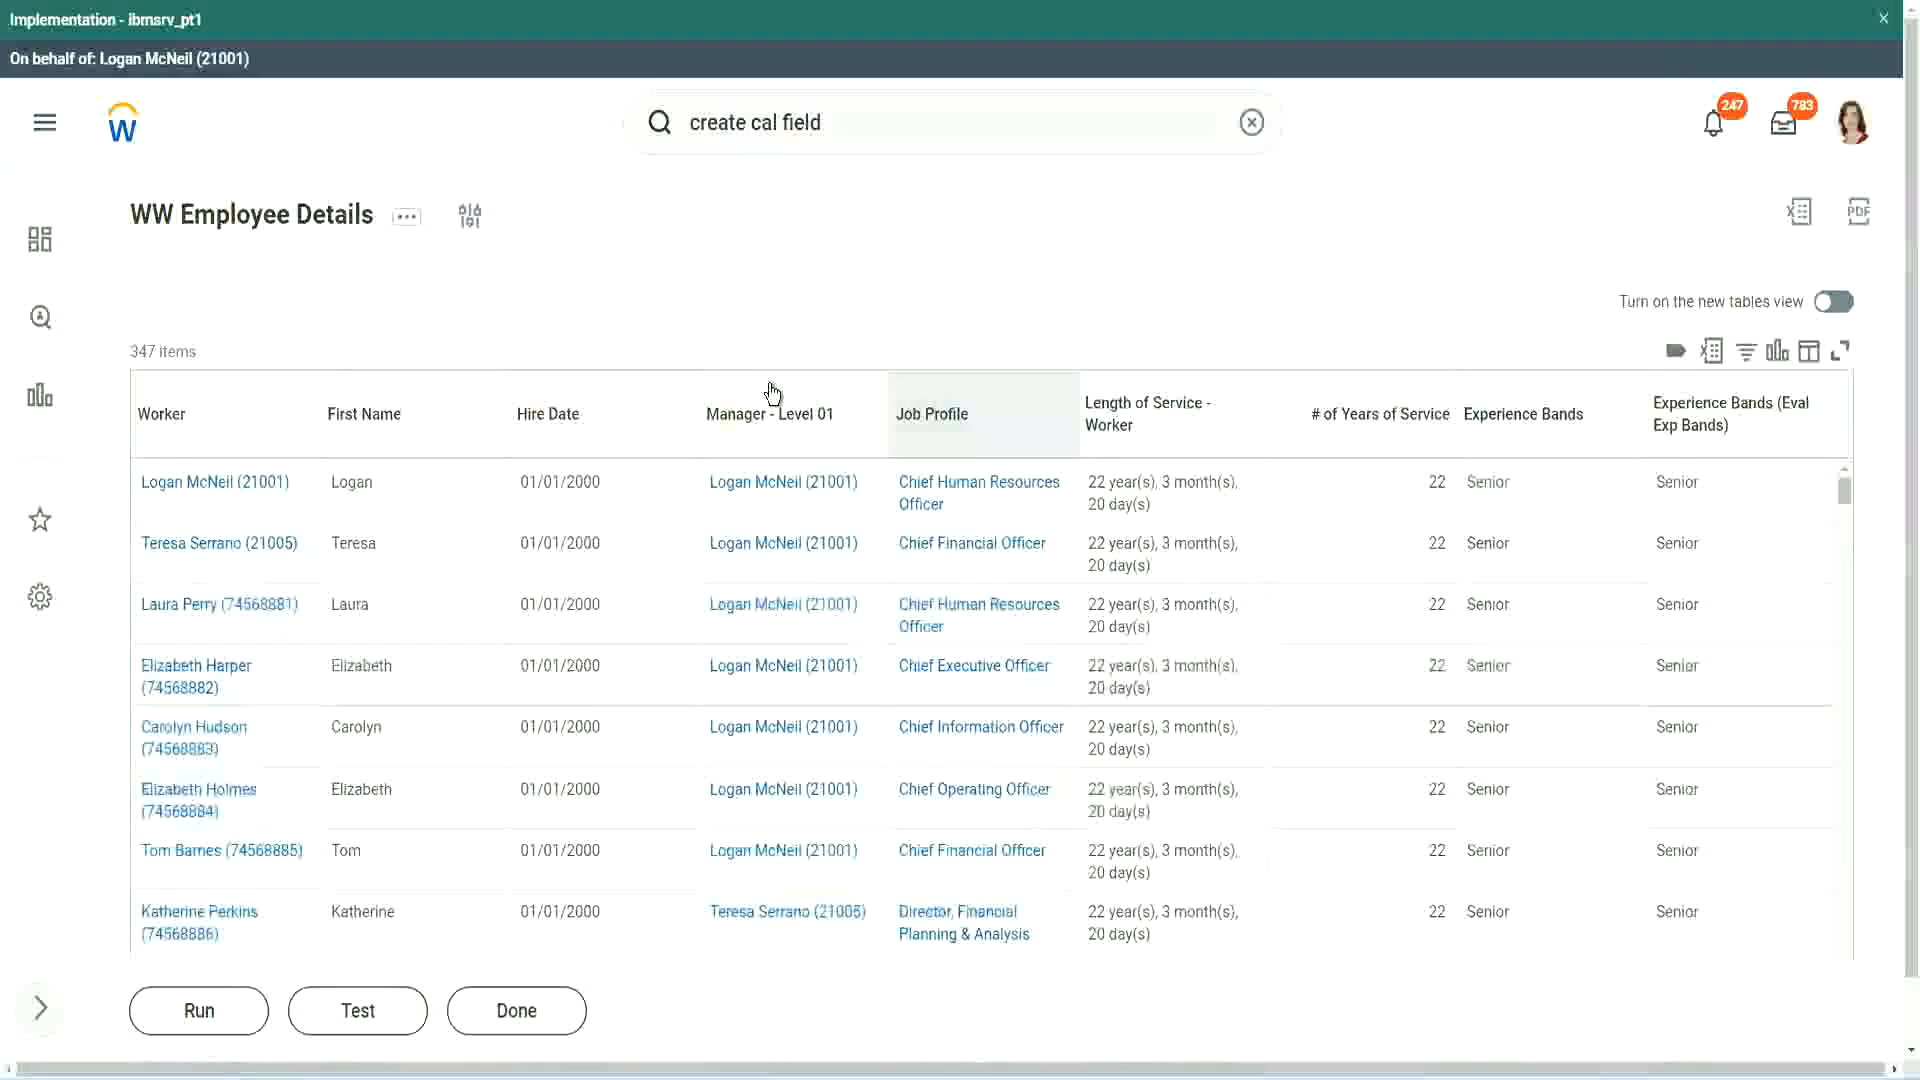 Implementation - ibmsrv_pt1
On behalf of: Logan McNeil (21001)
W
create cal field
247
783
WW Employee Details
PDF
Turn on the new tables view
347 items
Worker First Name Hire Date Manager - Level 01 Job Profile Length of Service - Worker # of Years of Service Experience Bands Experience Bands (Eval Exp Bands)
Logan McNeil (21001) Logan 01/01/2000 Logan McNeil (21001) Chief Human Resources Officer 22 year(s), 3 month(s), 20 day(s) 22 Senior Senior
Teresa Serrano (21005) Teresa 01/01/2000 Logan McNeil (21001) Chief Financial Officer 22 year(s), 3 month(s), 20 day(s) 22 Senior Senior
Laura Perry (74568881) Laura 01/01/2000 Logan McNeil (21001) Chief Human Resources Officer 22 year(s), 3 month(s), 20 day(s) 22 Senior Senior
Elizabeth Harper (74568882) Elizabeth 01/01/2000 Logan McNeil (21001) Chief Executive Officer 22 year(s), 3 month(s), 20 day(s) 22 Senior Senior
Carolyn Hudson (74568883) Carolyn 01/01/2000 Logan McNeil (21001) Chief Information Officer 22 year(s), 3 month(s), 20 day(s) 22 Senior Senior
Elizabeth Holmes (74568884) Elizabeth 01/01/2000 Logan McNeil (21001) Chief Operating Officer 22 year(s), 3 month(s), 20 day(s) 22 Senior Senior
Tom Barnes (74568885) Tom 01/01/2000 Logan McNeil (21001) Chief Financial Officer 22 year(s), 3 month(s), 20 day(s) 22 Senior Senior
Katherine Perkins (74568886) Katherine 01/01/2000 Teresa Serrano (21005) Director, Financial Planning & Analysis 22 year(s), 3 month(s), 20 day(s) 22 Senior Senior
Run Test Done